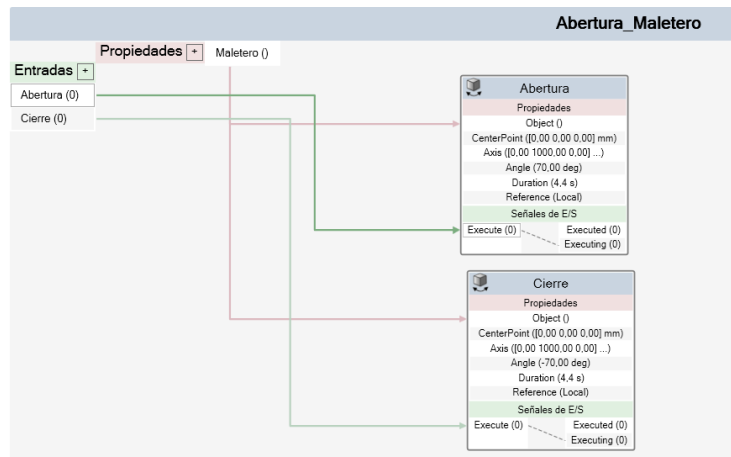 Abertura_Maletero
Propiedades +
Maletero ()
Entradas +
Abertura (0)
Cierre (0)
Abertura
Propiedades
Object ()
CenterPoint ([0,00 0,00 0,00] mm)
Axis ([0,00 1000,00 0,00] ...)
Angle (70,00 deg)
Duration (4,4 s)
Reference (Local)
Señales de E/S
Execute (0) Executed (0)
Executing (0)
Cierre
Propiedades
Object ()
CenterPoint ([0,00 0,00 0,00] mm)
Axis ([0,00 1000,00 0,00] ...)
Angle (-70,00 deg)
Duration (4,4 s)
Reference (Local)
Señales de E/S
Execute (0) Executed (0)
Executing (0)